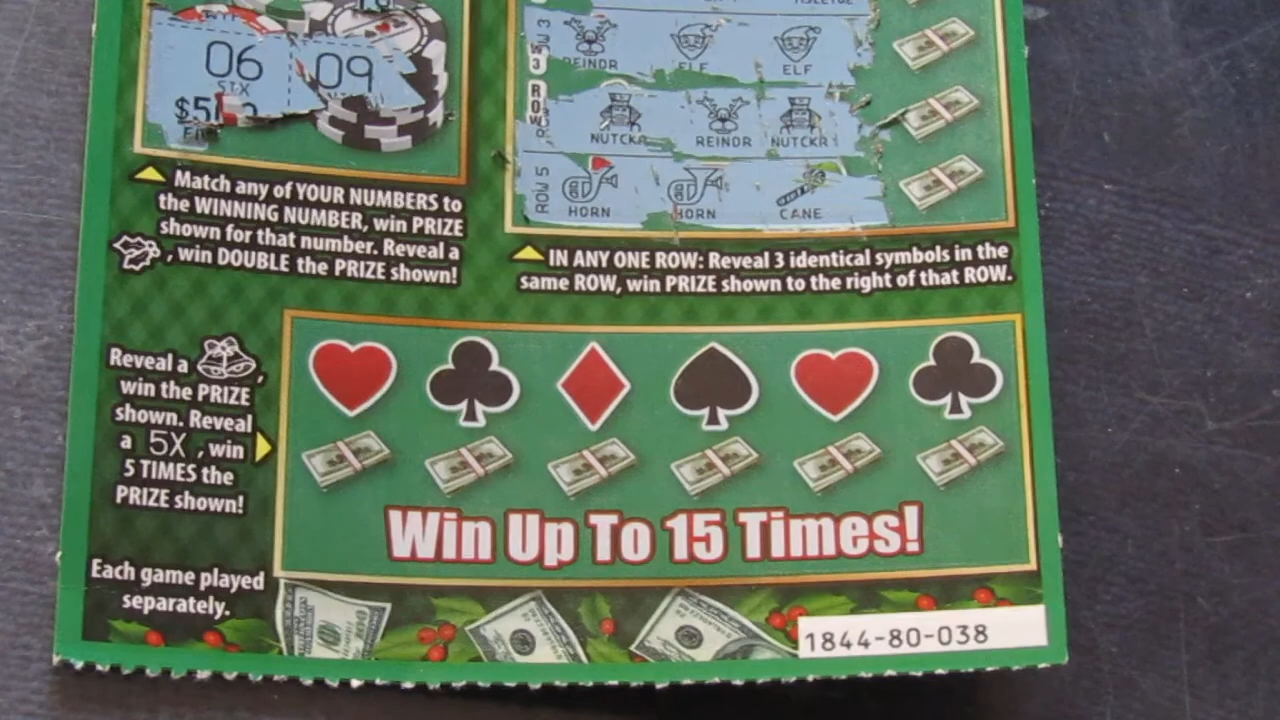 06 09
SIX
3
W 3
REINDR ELF ELF
ROW
NUTCKR REINDR NUTCKR
ROW 5
HORN HORN CANE
Match any of YOUR NUMBERS to
the WINNING NUMBER, win PRIZE
shown for that number. Reveal a
, win DOUBLE the PRIZE shown!
IN ANY ONE ROW: Reveal 3 identical symbols in the
same ROW, win PRIZE shown to the right of that ROW.
Reveal a ,
win the PRIZE
shown. Reveal
a 5X , win
5 TIMES the
PRIZE shown!
Win Up To 15 Times!
Each game played
separately.
1844-80-038